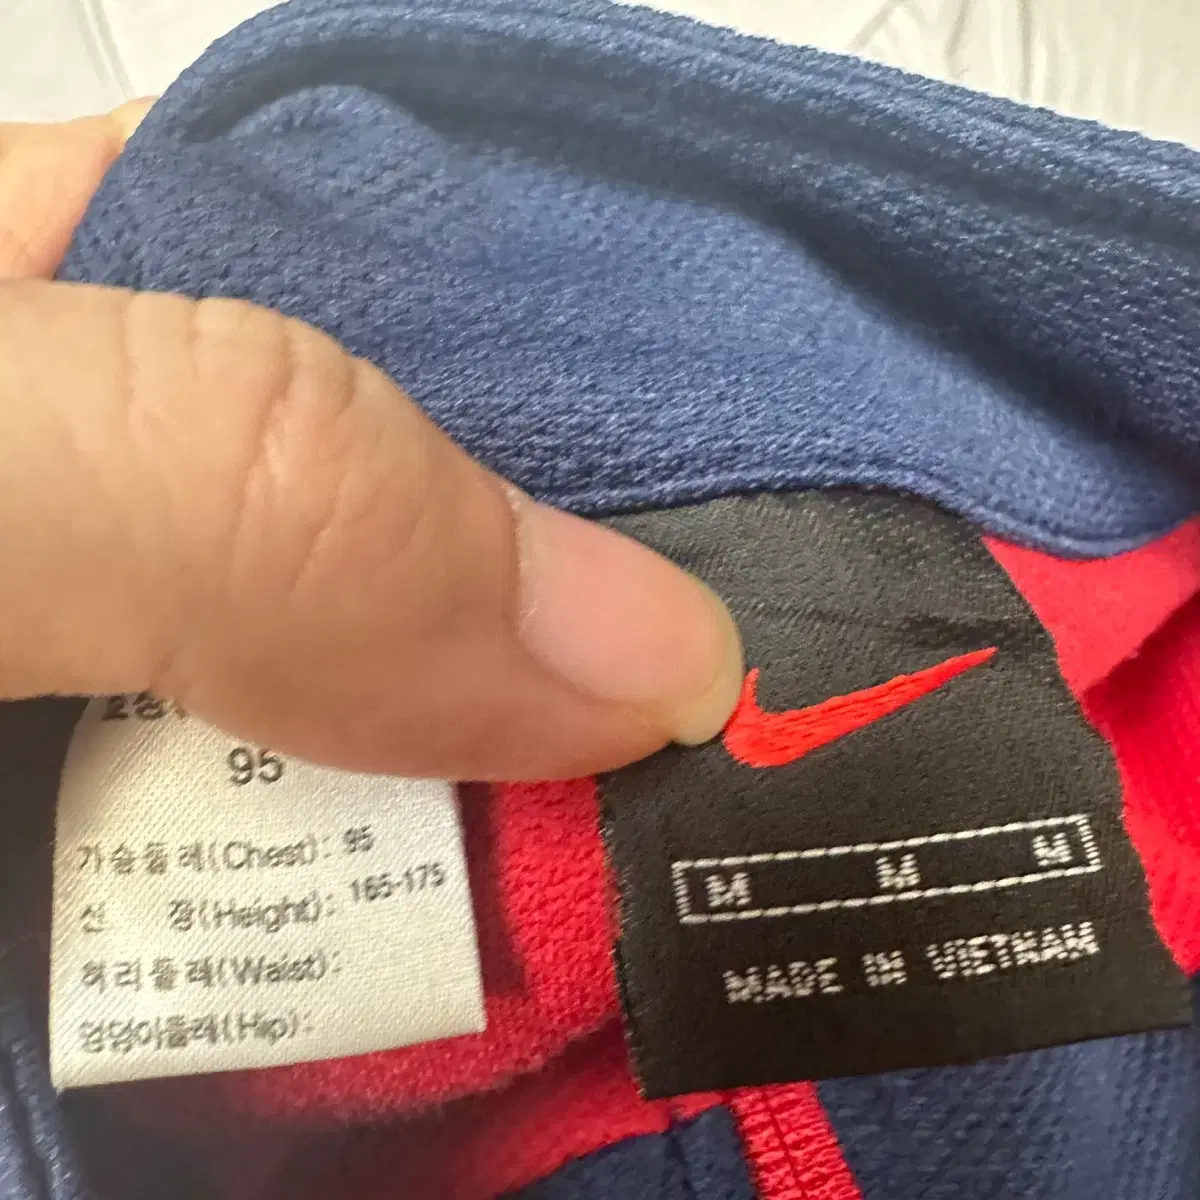 95
가슴둘레(Chest): 95
신 장(Height): 165-175
허리둘레(Waist):
엉덩이둘레(Hip):
M M M
MADE IN VIETNAM